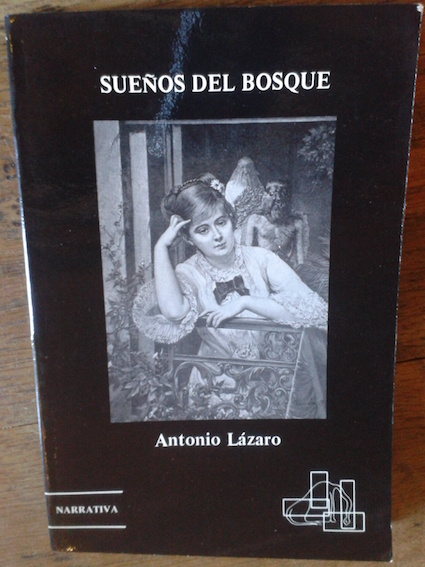 SUEÑOS DEL BOSQUE
Antonio Lázaro
NARRATIVA